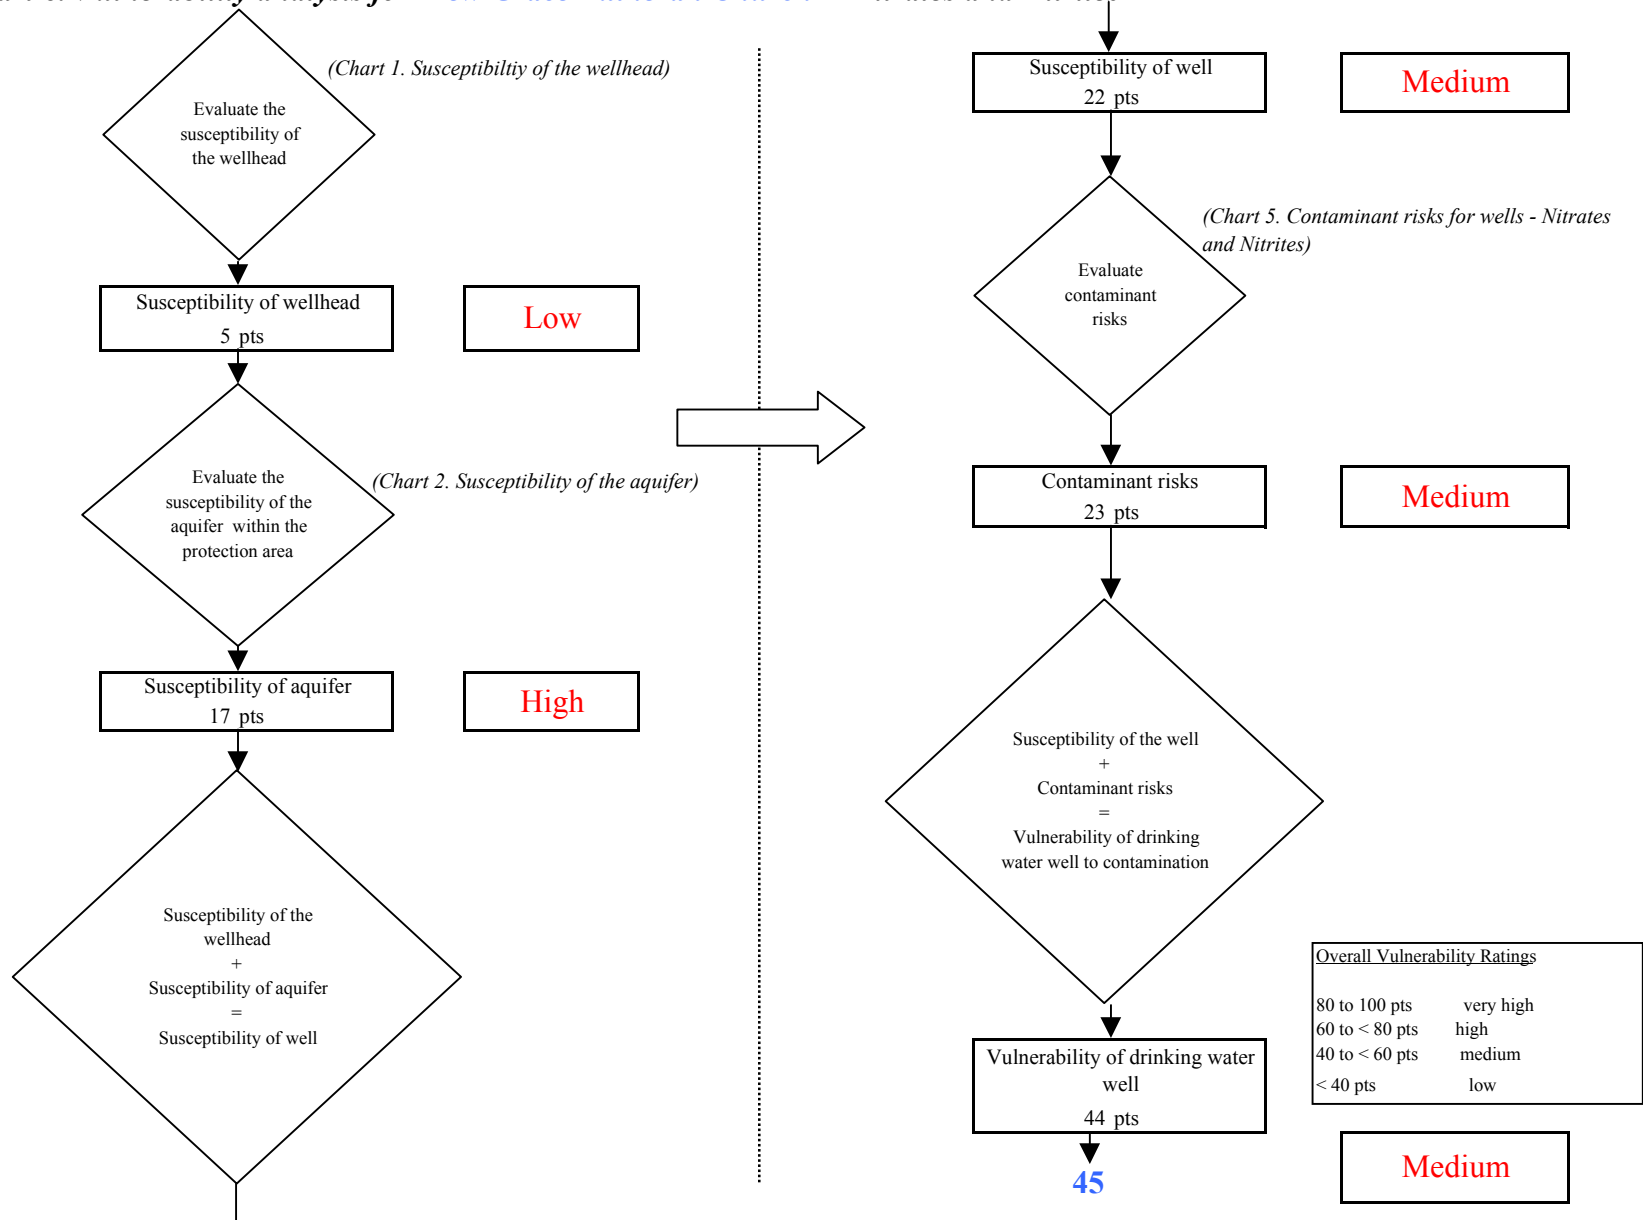 (Chart 1. Susceptibiltiy of the wellhead)
Evaluate the
susceptibility of
the wellhead
Susceptibility of wellhead
5 pts
Low
(Chart 2. Susceptibility of the aquifer)
Evaluate the
susceptibility of the
aquifer within the
protection area
Susceptibility of aquifer
17 pts
High
Susceptibility of the
wellhead
+
Susceptibility of aquifer
=
Susceptibility of well
Susceptibility of well
22 pts
Medium
(Chart 5. Contaminant risks for wells - Nitrates
and Nitrites)
Evaluate
contaminant
risks
Contaminant risks
23 pts
Medium
Susceptibility of the well
+
Contaminant risks
=
Vulnerability of drinking
water well to contamination
Overall Vulnerability Ratings
80 to 100 pts very high
60 to < 80 pts high
40 to < 60 pts medium
< 40 pts low
Vulnerability of drinking water
well
44 pts
45
Medium